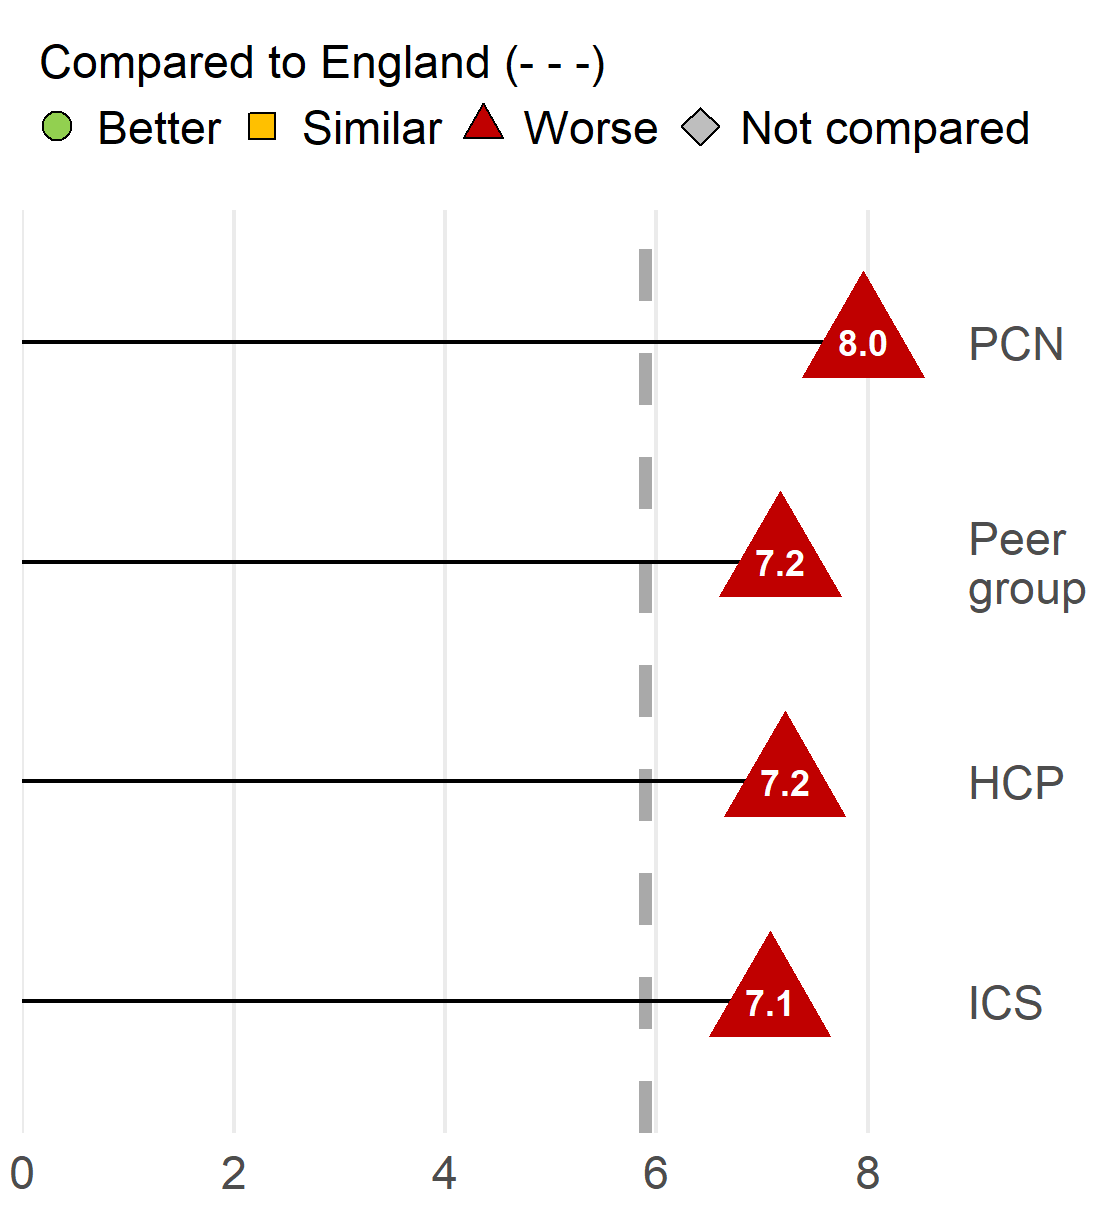 Compared to England (- - -)
Better Similar Worse Not compared
8.0 PCN
7.2 Peer
group
7.2 HCP
7.1 ICS
0 2 4 6 8